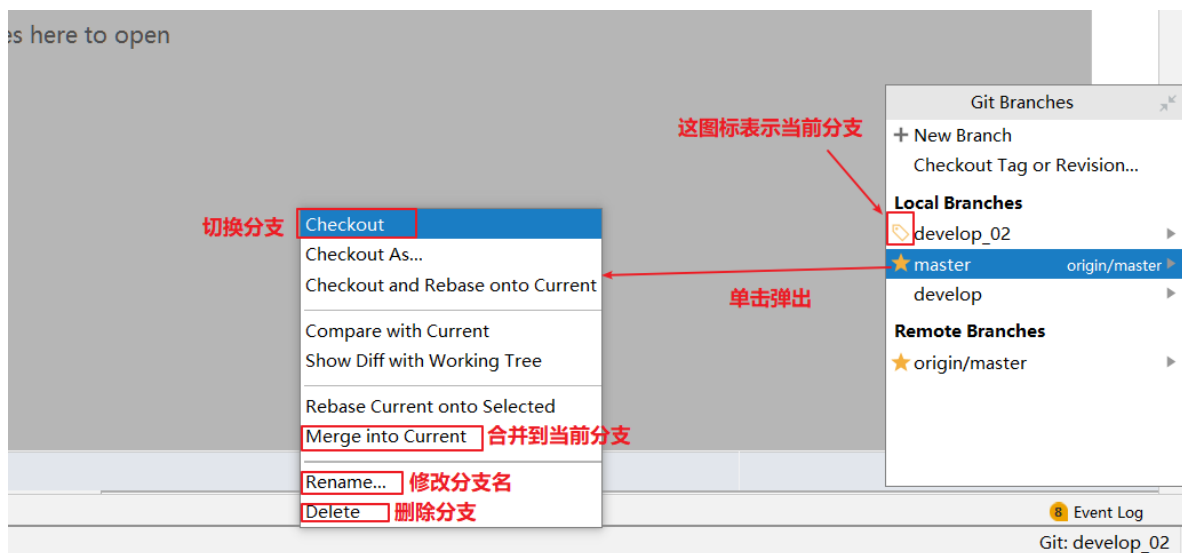 es here to open
Git Branches
这图标表示当前分支
New Branch
Checkout Tag or Revision...
Local Branches
切换分支
Checkout
develop_02
Checkout As...
master origin/master
Checkout and Rebase onto Current
单击弹出
develop
Compare with Current
Remote Branches
Show Diff with Working Tree
origin/master
Rebase Current onto Selected
Merge into Current 合并到当前分支
Rename... 修改分支名
Delete 删除分支
8 Event Log
Git: develop_02